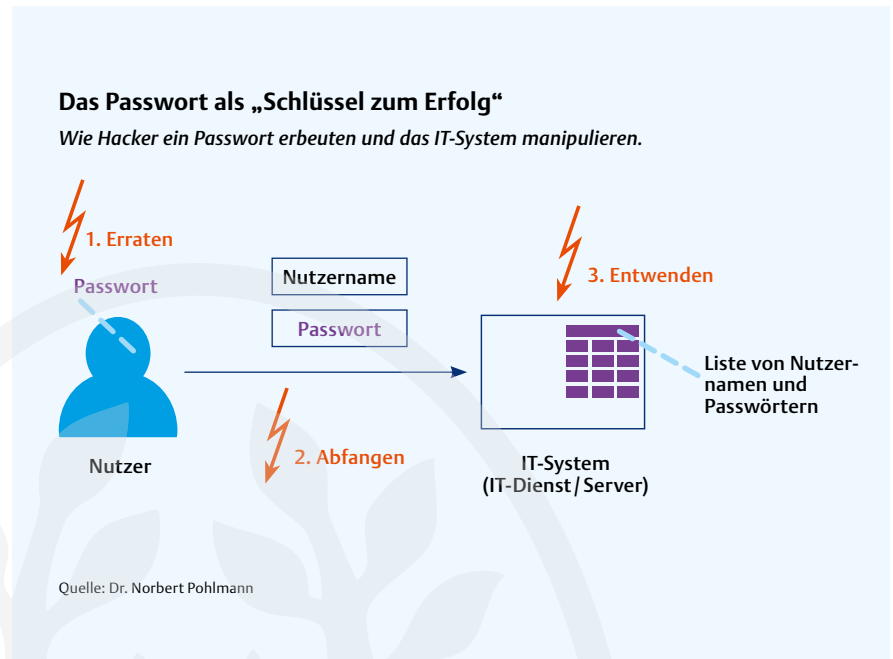 Das Passwort als „Schlüssel zum Erfolg“
Wie Hacker ein Passwort erbeuten und das IT-System manipulieren.
1. Erraten
Passwort
Nutzername
Passwort
3. Entwenden
Liste von Nutzer-
namen und
Passwörtern
2. Abfangen
Nutzer
IT-System
(IT-Dienst / Server)
Quelle: Dr. Norbert Pohlmann